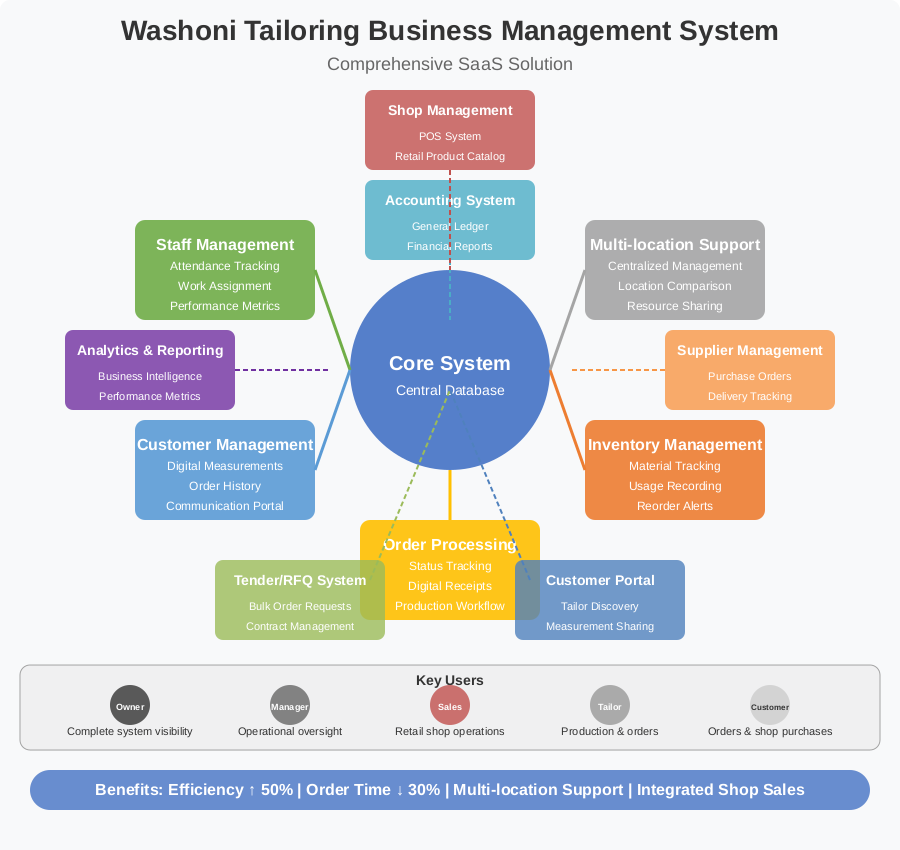 Washoni Tailoring Business Management System
Comprehensive SaaS Solution
Shop Management
POS System
Retail Product Catalog
Accounting System
General Ledger
Financial Reports
Staff Management
Attendance Tracking
Work Assignment
Performance Metrics
Multi-location Support
Centralized Management
Location Comparison
Resource Sharing
Analytics & Reporting
Business Intelligence
Performance Metrics
Core System
Central Database
Supplier Management
Purchase Orders
Delivery Tracking
Customer Management
Digital Measurements
Order History
Communication Portal
Inventory Management
Material Tracking
Usage Recording
Reorder Alerts
Order Processing
Status Tracking
Digital Receipts
Production Workflow
Tender/RFQ System
Bulk Order Requests
Contract Management
Customer Portal
Tailor Discovery
Measurement Sharing
Key Users
Owner
Complete system visibility
Manager
Operational oversight
Sales
Retail shop operations
Tailor
Production & orders
Customer
Orders & shop purchases
Benefits: Efficiency ↑ 50% | Order Time ↓ 30% | Multi-location Support | Integrated Shop Sales